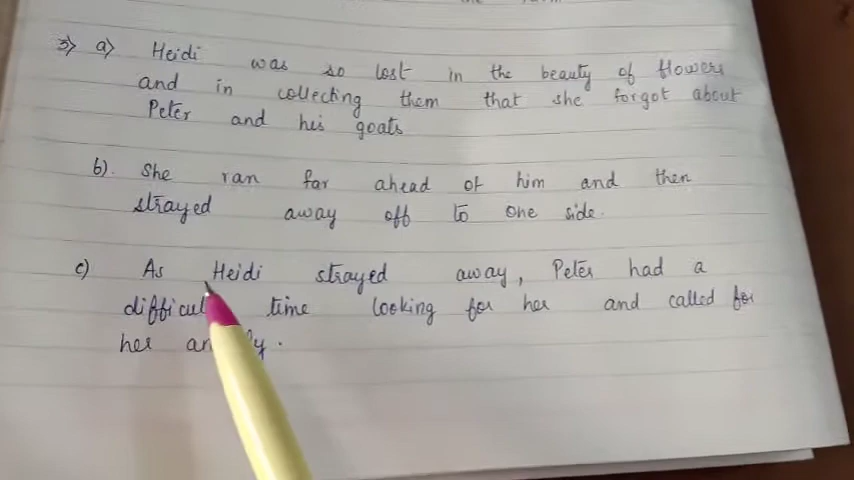 3) a) Heidi was so lost in the beauty of flowers
and in collecting them that she forgot about
Peter and his goats
b). She ran far ahead of him and then
strayed away off to one side.
c) As Heidi strayed away, Peter had a
difficult time looking for her and called for
her